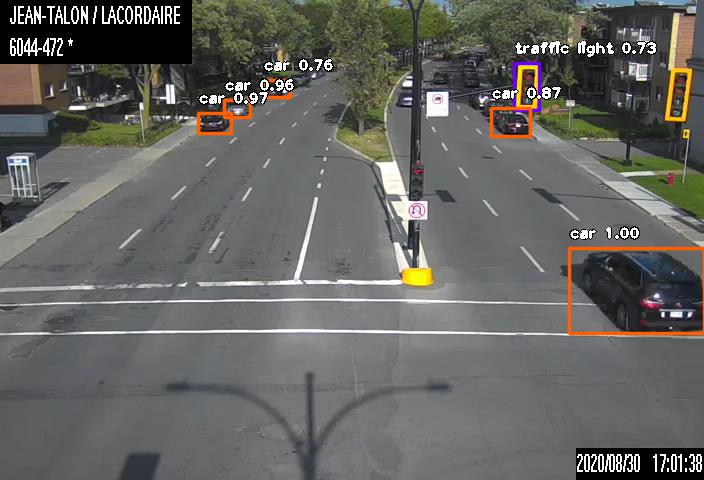 JEAN-TALON / LACORDAIRE
6044-472 *
car 0.76
traffic light 0.73
car 0.96
car 0.97
car 0.87
car 1.00
2020/08/30 17:01:38